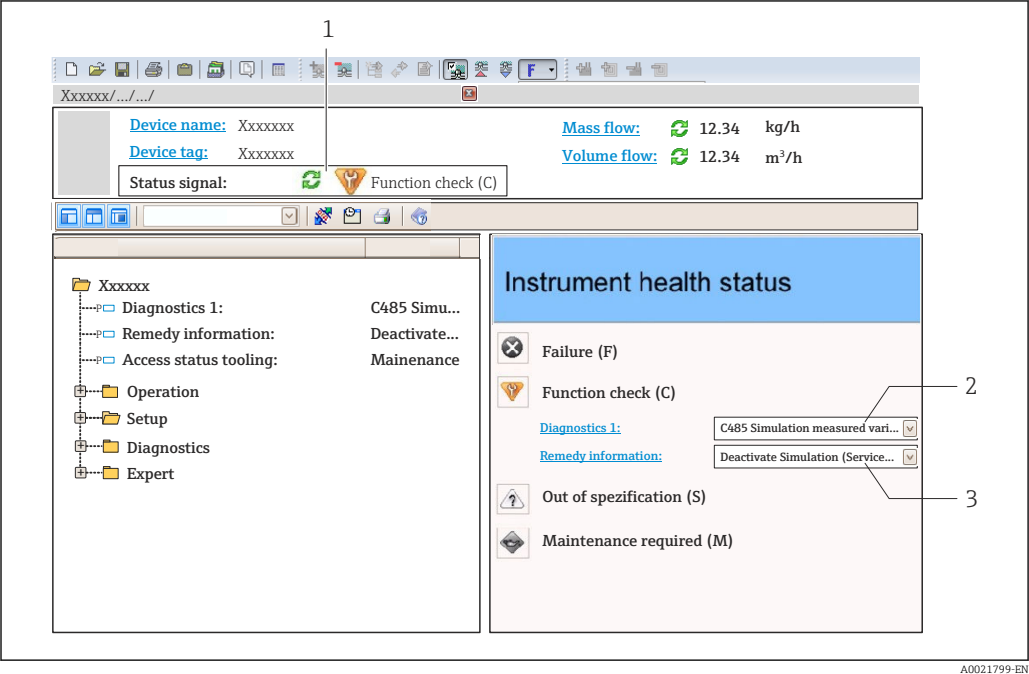 1
F
Xxxxxx/.../.../
Device name: Xxxxxxx
Mass flow: 12.34 kg/h
Device tag: Xxxxxxx
Volume flow: 12.34 m³/h
Status signal: Function check (C)
Xxxxxx
Diagnostics 1: C485 Simu...
Remedy information: Deactivate...
Access status tooling: Mainenance
Operation
Setup
Diagnostics
Expert
Instrument health status
Failure (F)
Function check (C)
Diagnostics 1: C485 Simulation measured vari...
2
Remedy information: Deactivate Simulation (Service...
3
Out of spezification (S)
Maintenance required (M)
A0021799-EN